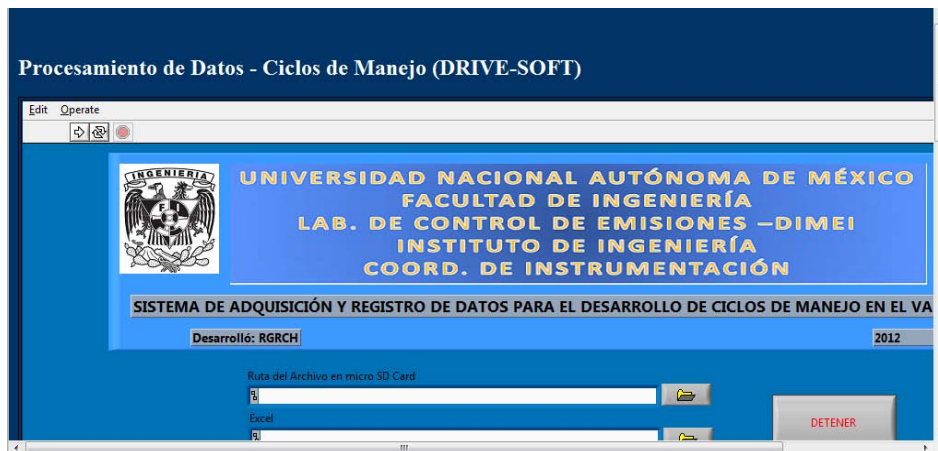 Procesamiento de Datos - Ciclos de Manejo (DRIVE-SOFT)
Edit Operate
INGENIERIA
F I
UNIVERSIDAD NACIONAL AUTÓNOMA DE MÉXICO
FACULTAD DE INGENIERÍA
LAB. DE CONTROL DE EMISIONES –DIMEI
INSTITUTO DE INGENIERÍA
COORD. DE INSTRUMENTACIÓN
SISTEMA DE ADQUISICIÓN Y REGISTRO DE DATOS PARA EL DESARROLLO DE CICLOS DE MANEJO EN EL VA
Desarrolló: RGRCH
2012
Ruta del Archivo en micro SD Card
Excel
DETENER